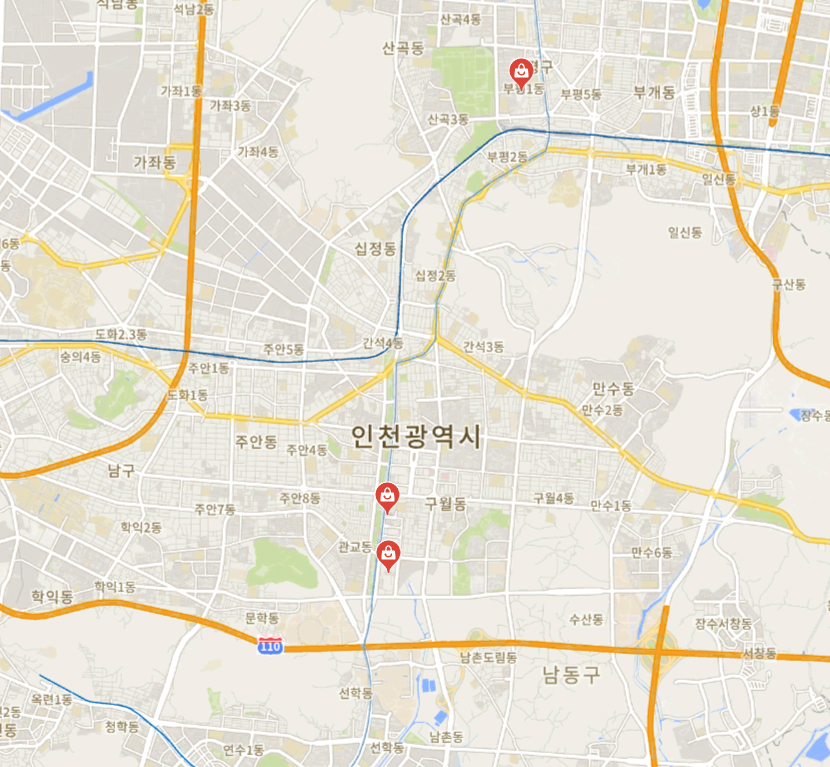 석남2동
산곡4동
산곡동
평구
가좌1동
부평1동
부평5동
부개동
가좌3동
상1동
산곡3동
가좌4동
가좌동
부평2동
부개1동
일신동
일신동
6동
십정동
동
십정2동
구산동
도화2.3동
간석4동
간석3동
주안5동
숭의4동
주안1동
도화1동
만수동
만수2동
장수동
인천광역시
주안동
주안4동
남구
주안8동
구월동
구월4동
만수1동
주안7동
학익2동
관교동
만수6동
학익1동
학익동
문학동
수산동
장수서창동
110
남촌도림동
서창동
남동구
옥련1동
선학동
2동
청학동
동
연수1동
선학동
남촌동